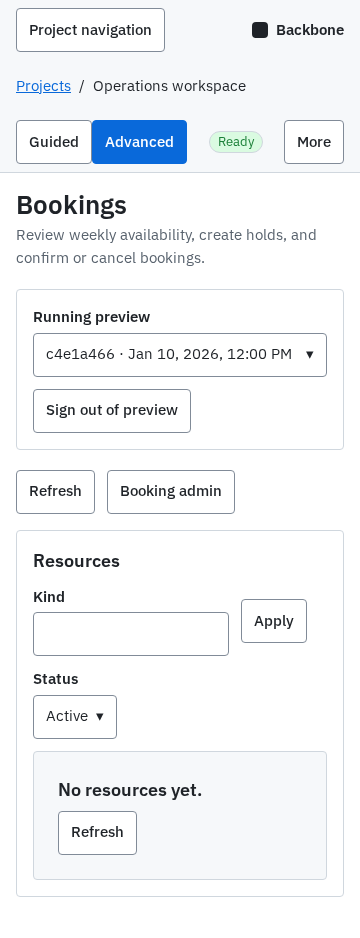 Project navigation
Backbone
Projects / Operations workspace
Guided Advanced Ready More
Bookings
Review weekly availability, create holds, and
confirm or cancel bookings.
Running preview
c4e1a466 · Jan 10, 2026, 12:00 PM ▾
Sign out of preview
Refresh Booking admin
Resources
Kind
Apply
Status
Active ▾
No resources yet.
Refresh